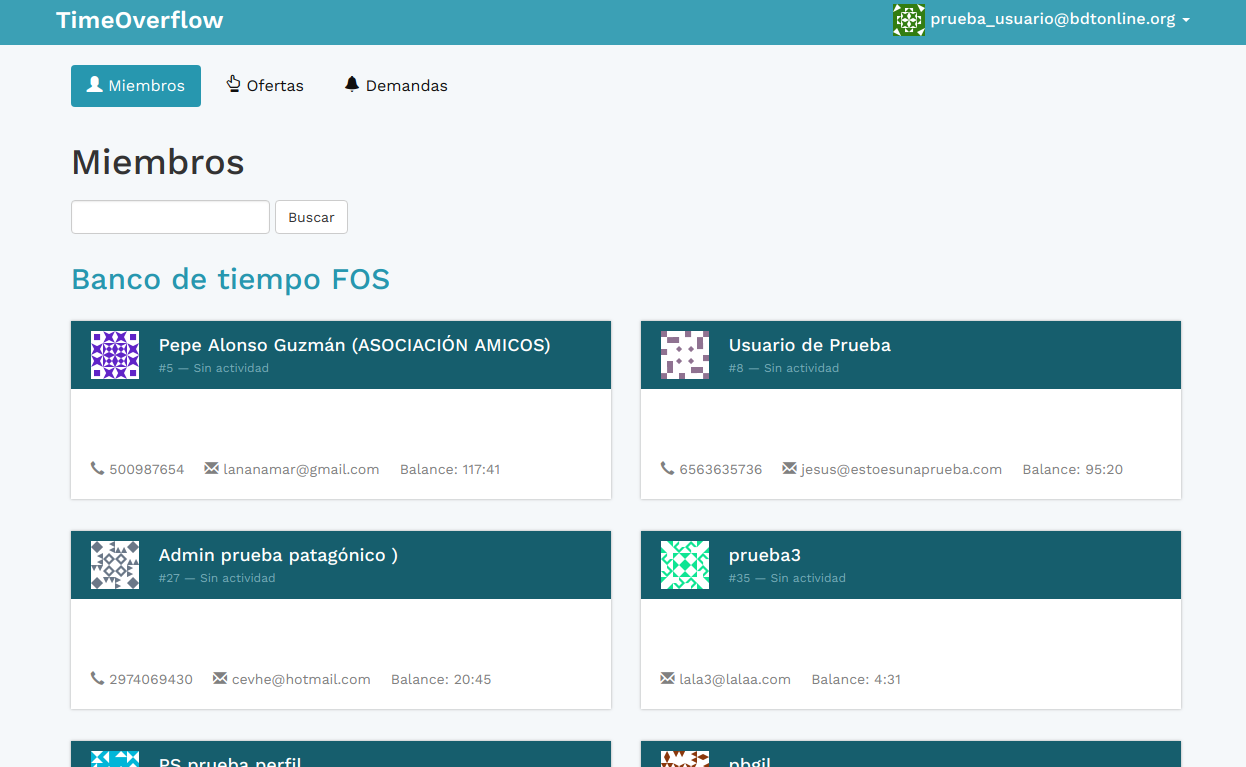 TimeOverflow
prueba_usuario@bdtonline.org
Miembros Ofertas Demandas
Miembros
Buscar
Banco de tiempo FOS
Pepe Alonso Guzmán (ASOCIACIÓN AMICOS)
#5 — Sin actividad
500987654 lananamar@gmail.com Balance: 117:41
Usuario de Prueba
#8 — Sin actividad
6563635736 jesus@estoesunaprueba.com Balance: 95:20
Admin prueba patagónico )
#27 — Sin actividad
2974069430 cevhe@hotmail.com Balance: 20:45
prueba3
#35 — Sin actividad
lala3@lalaa.com Balance: 4:31
PS prueba perfil
pbgil